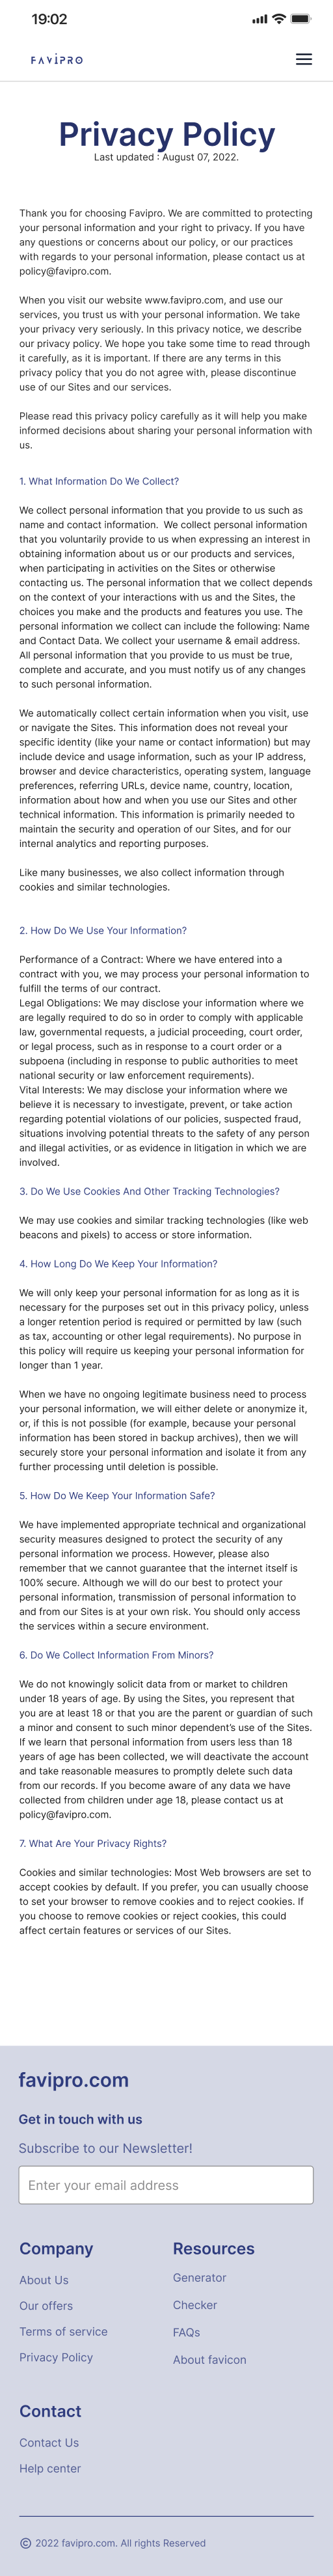 19:02
FAVIPRO
Privacy Policy
Last updated : August 07, 2022.
Thank you for choosing Favipro. We are committed to protecting
your personal information and your right to privacy. If you have
any questions or concerns about our policy, or our practices
with regards to your personal information, please contact us at
policy@favipro.com.
When you visit our website www.favipro.com, and use our
services, you trust us with your personal information. We take
your privacy very seriously. In this privacy notice, we describe
our privacy policy. We hope you take some time to read through
it carefully, as it is important. If there are any terms in this
privacy policy that you do not agree with, please discontinue
use of our Sites and our services.
Please read this privacy policy carefully as it will help you make
informed decisions about sharing your personal information with
us.
1. What Information Do We Collect?
We collect personal information that you provide to us such as
name and contact information.  We collect personal information
that you voluntarily provide to us when expressing an interest in
obtaining information about us or our products and services,
when participating in activities on the Sites or otherwise
contacting us. The personal information that we collect depends
on the context of your interactions with us and the Sites, the
choices you make and the products and features you use. The
personal information we collect can include the following: Name
and Contact Data. We collect your username & email address.
All personal information that you provide to us must be true,
complete and accurate, and you must notify us of any changes
to such personal information.
We automatically collect certain information when you visit, use
or navigate the Sites. This information does not reveal your
specific identity (like your name or contact information) but may
include device and usage information, such as your IP address,
browser and device characteristics, operating system, language
preferences, referring URLs, device name, country, location,
information about how and when you use our Sites and other
technical information. This information is primarily needed to
maintain the security and operation of our Sites, and for our
internal analytics and reporting purposes.
Like many businesses, we also collect information through
cookies and similar technologies.
2. How Do We Use Your Information?
Performance of a Contract: Where we have entered into a
contract with you, we may process your personal information to
fulfill the terms of our contract.
Legal Obligations: We may disclose your information where we
are legally required to do so in order to comply with applicable
law, governmental requests, a judicial proceeding, court order,
or legal process, such as in response to a court order or a
subpoena (including in response to public authorities to meet
national security or law enforcement requirements).
Vital Interests: We may disclose your information where we
believe it is necessary to investigate, prevent, or take action
regarding potential violations of our policies, suspected fraud,
situations involving potential threats to the safety of any person
and illegal activities, or as evidence in litigation in which we are
involved.
3. Do We Use Cookies And Other Tracking Technologies?
We may use cookies and similar tracking technologies (like web
beacons and pixels) to access or store information.
4. How Long Do We Keep Your Information?
We will only keep your personal information for as long as it is
necessary for the purposes set out in this privacy policy, unless
a longer retention period is required or permitted by law (such
as tax, accounting or other legal requirements). No purpose in
this policy will require us keeping your personal information for
longer than 1 year.
When we have no ongoing legitimate business need to process
your personal information, we will either delete or anonymize it,
or, if this is not possible (for example, because your personal
information has been stored in backup archives), then we will
securely store your personal information and isolate it from any
further processing until deletion is possible.
5. How Do We Keep Your Information Safe?
We have implemented appropriate technical and organizational
security measures designed to protect the security of any
personal information we process. However, please also
remember that we cannot guarantee that the internet itself is
100% secure. Although we will do our best to protect your
personal information, transmission of personal information to
and from our Sites is at your own risk. You should only access
the services within a secure environment.
6. Do We Collect Information From Minors?
We do not knowingly solicit data from or market to children
under 18 years of age. By using the Sites, you represent that
you are at least 18 or that you are the parent or guardian of such
a minor and consent to such minor dependent’s use of the Sites.
If we learn that personal information from users less than 18
years of age has been collected, we will deactivate the account
and take reasonable measures to promptly delete such data
from our records. If you become aware of any data we have
collected from children under age 18, please contact us at
policy@favipro.com.
7. What Are Your Privacy Rights?
Cookies and similar technologies: Most Web browsers are set to
accept cookies by default. If you prefer, you can usually choose
to set your browser to remove cookies and to reject cookies. If
you choose to remove cookies or reject cookies, this could
affect certain features or services of our Sites.
favipro.com
Get in touch with us
Subscribe to our Newsletter!
Enter your email address
Company
About Us
Our offers
Terms of service
Privacy Policy
Resources
Generator
Checker
FAQs
About favicon
Contact
Contact Us
Help center
© 2022 favipro.com. All rights Reserved